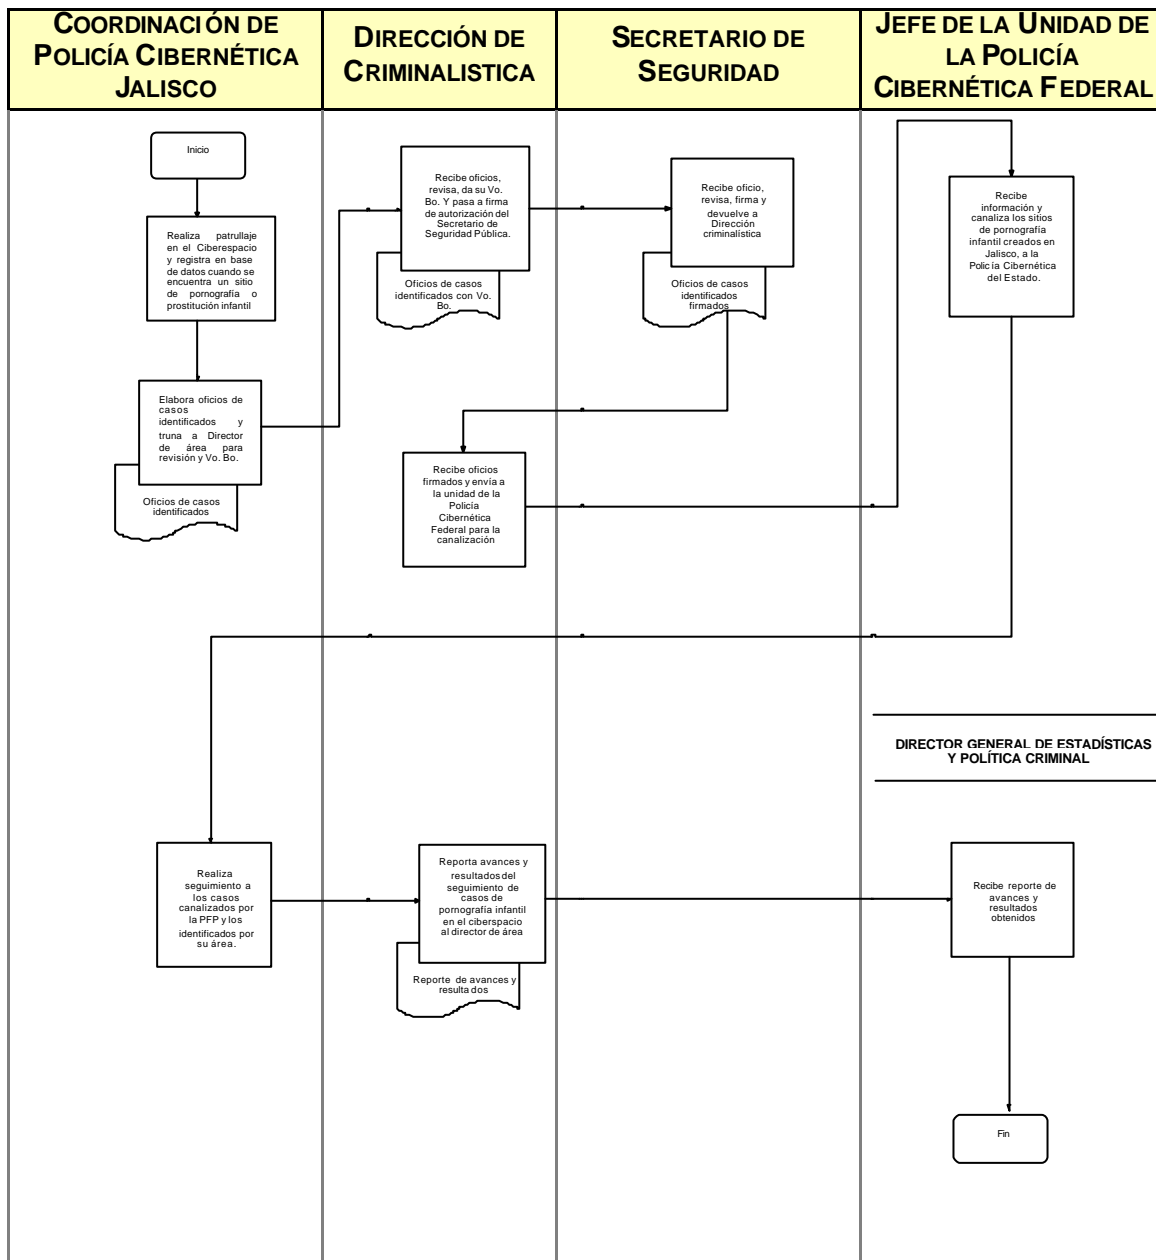 COORDINACIÓN DE
POLICÍA CIBERNÉTICA
JALISCO
DIRECCIÓN DE
CRIMINALISTICA
SECRETARIO DE
SEGURIDAD
JEFE DE LA UNIDAD DE
LA POLICÍA
CIBERNÉTICA FEDERAL
Inicio
Realiza patrullaje
en el Ciberespacio
y registra en base
de datos cuando se
encuentra un sitio
de pornografía o
prostitución infantil
Elabora oficios de
casos
identificados y
truna a Director
de área para
revisión y Vo. Bo.
Oficios de casos
identificados
Recibe oficios,
revisa, da su Vo.
Bo. Y pasa a firma
de autorización del
Secretario de
Seguridad Pública.
Oficios de casos
identificados con Vo.
Bo.
Recibe oficio,
revisa, firma y
devuelve a
Dirección
criminalística
Oficios de casos
identificados
firmados
Recibe oficios
firmados y envía a
la unidad de la
Policía
Cibernética
Federal para la
canalización
Recibe
información y
canaliza los sitios
de pornografía
infantil creados en
Jalisco, a la
Policía Cibernética
del Estado.
DIRECTOR GENERAL DE ESTADÍSTICAS
Y POLÍTICA CRIMINAL
Realiza
seguimiento a
los casos
canalizados por
la PFP y los
identificados por
su área.
Reporta avances y
resultados del
seguimiento de
casos de
pornografía infantil
en el ciberspacio
al director de área
Reporte de avances y
resulta dos
Recibe reporte de
avances y
resultados
obtenidos
Fin